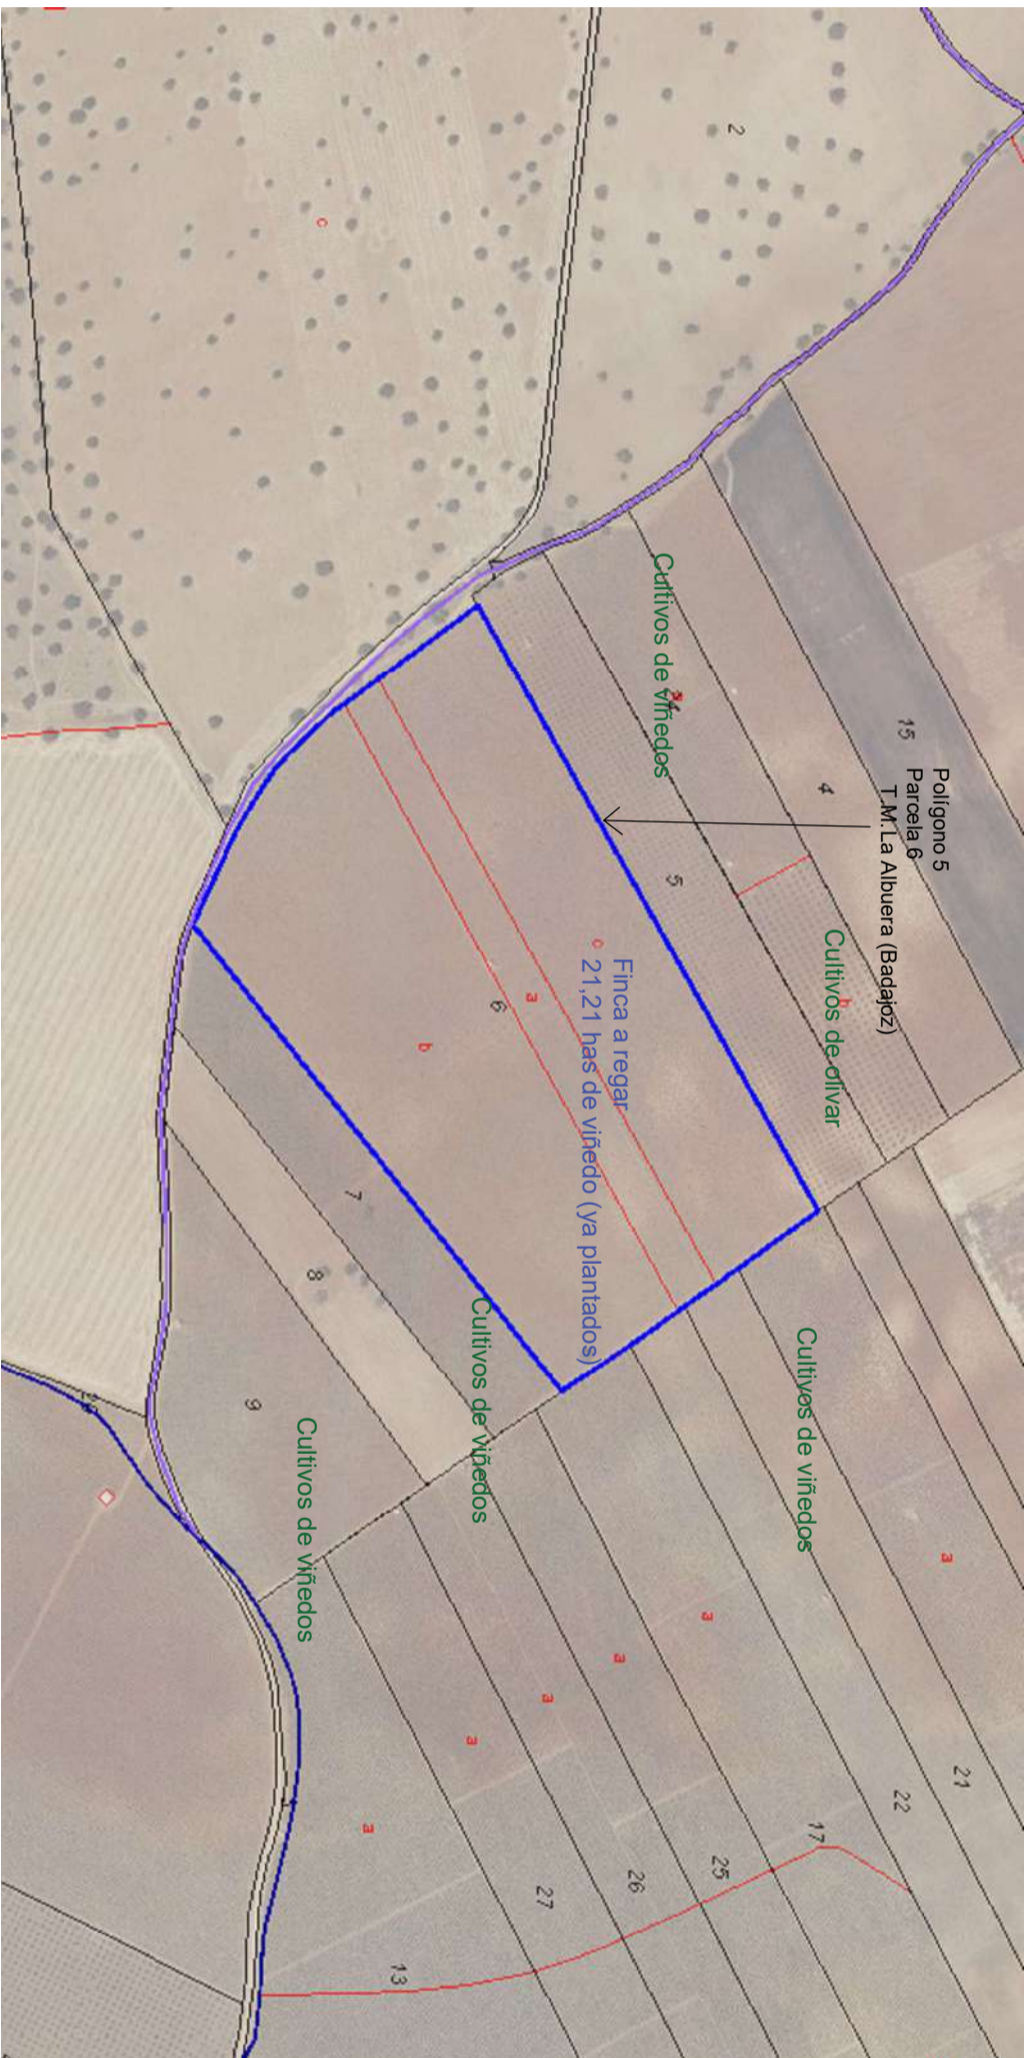 Polígono 5
Parcela 6
T.M.La Albuera (Badajoz)
Cultivos de viñedos
Cultivos de olivar
Finca a regar
21,21 has de viñedo (ya plantados)
Cultivos de viñedos
Cultivos de viñedos
Cultivos de viñedos
2
c
15
4
5
c
a
6
b
7
8
9
a
a
a
a
a
a
21
22
17
25
26
27
13